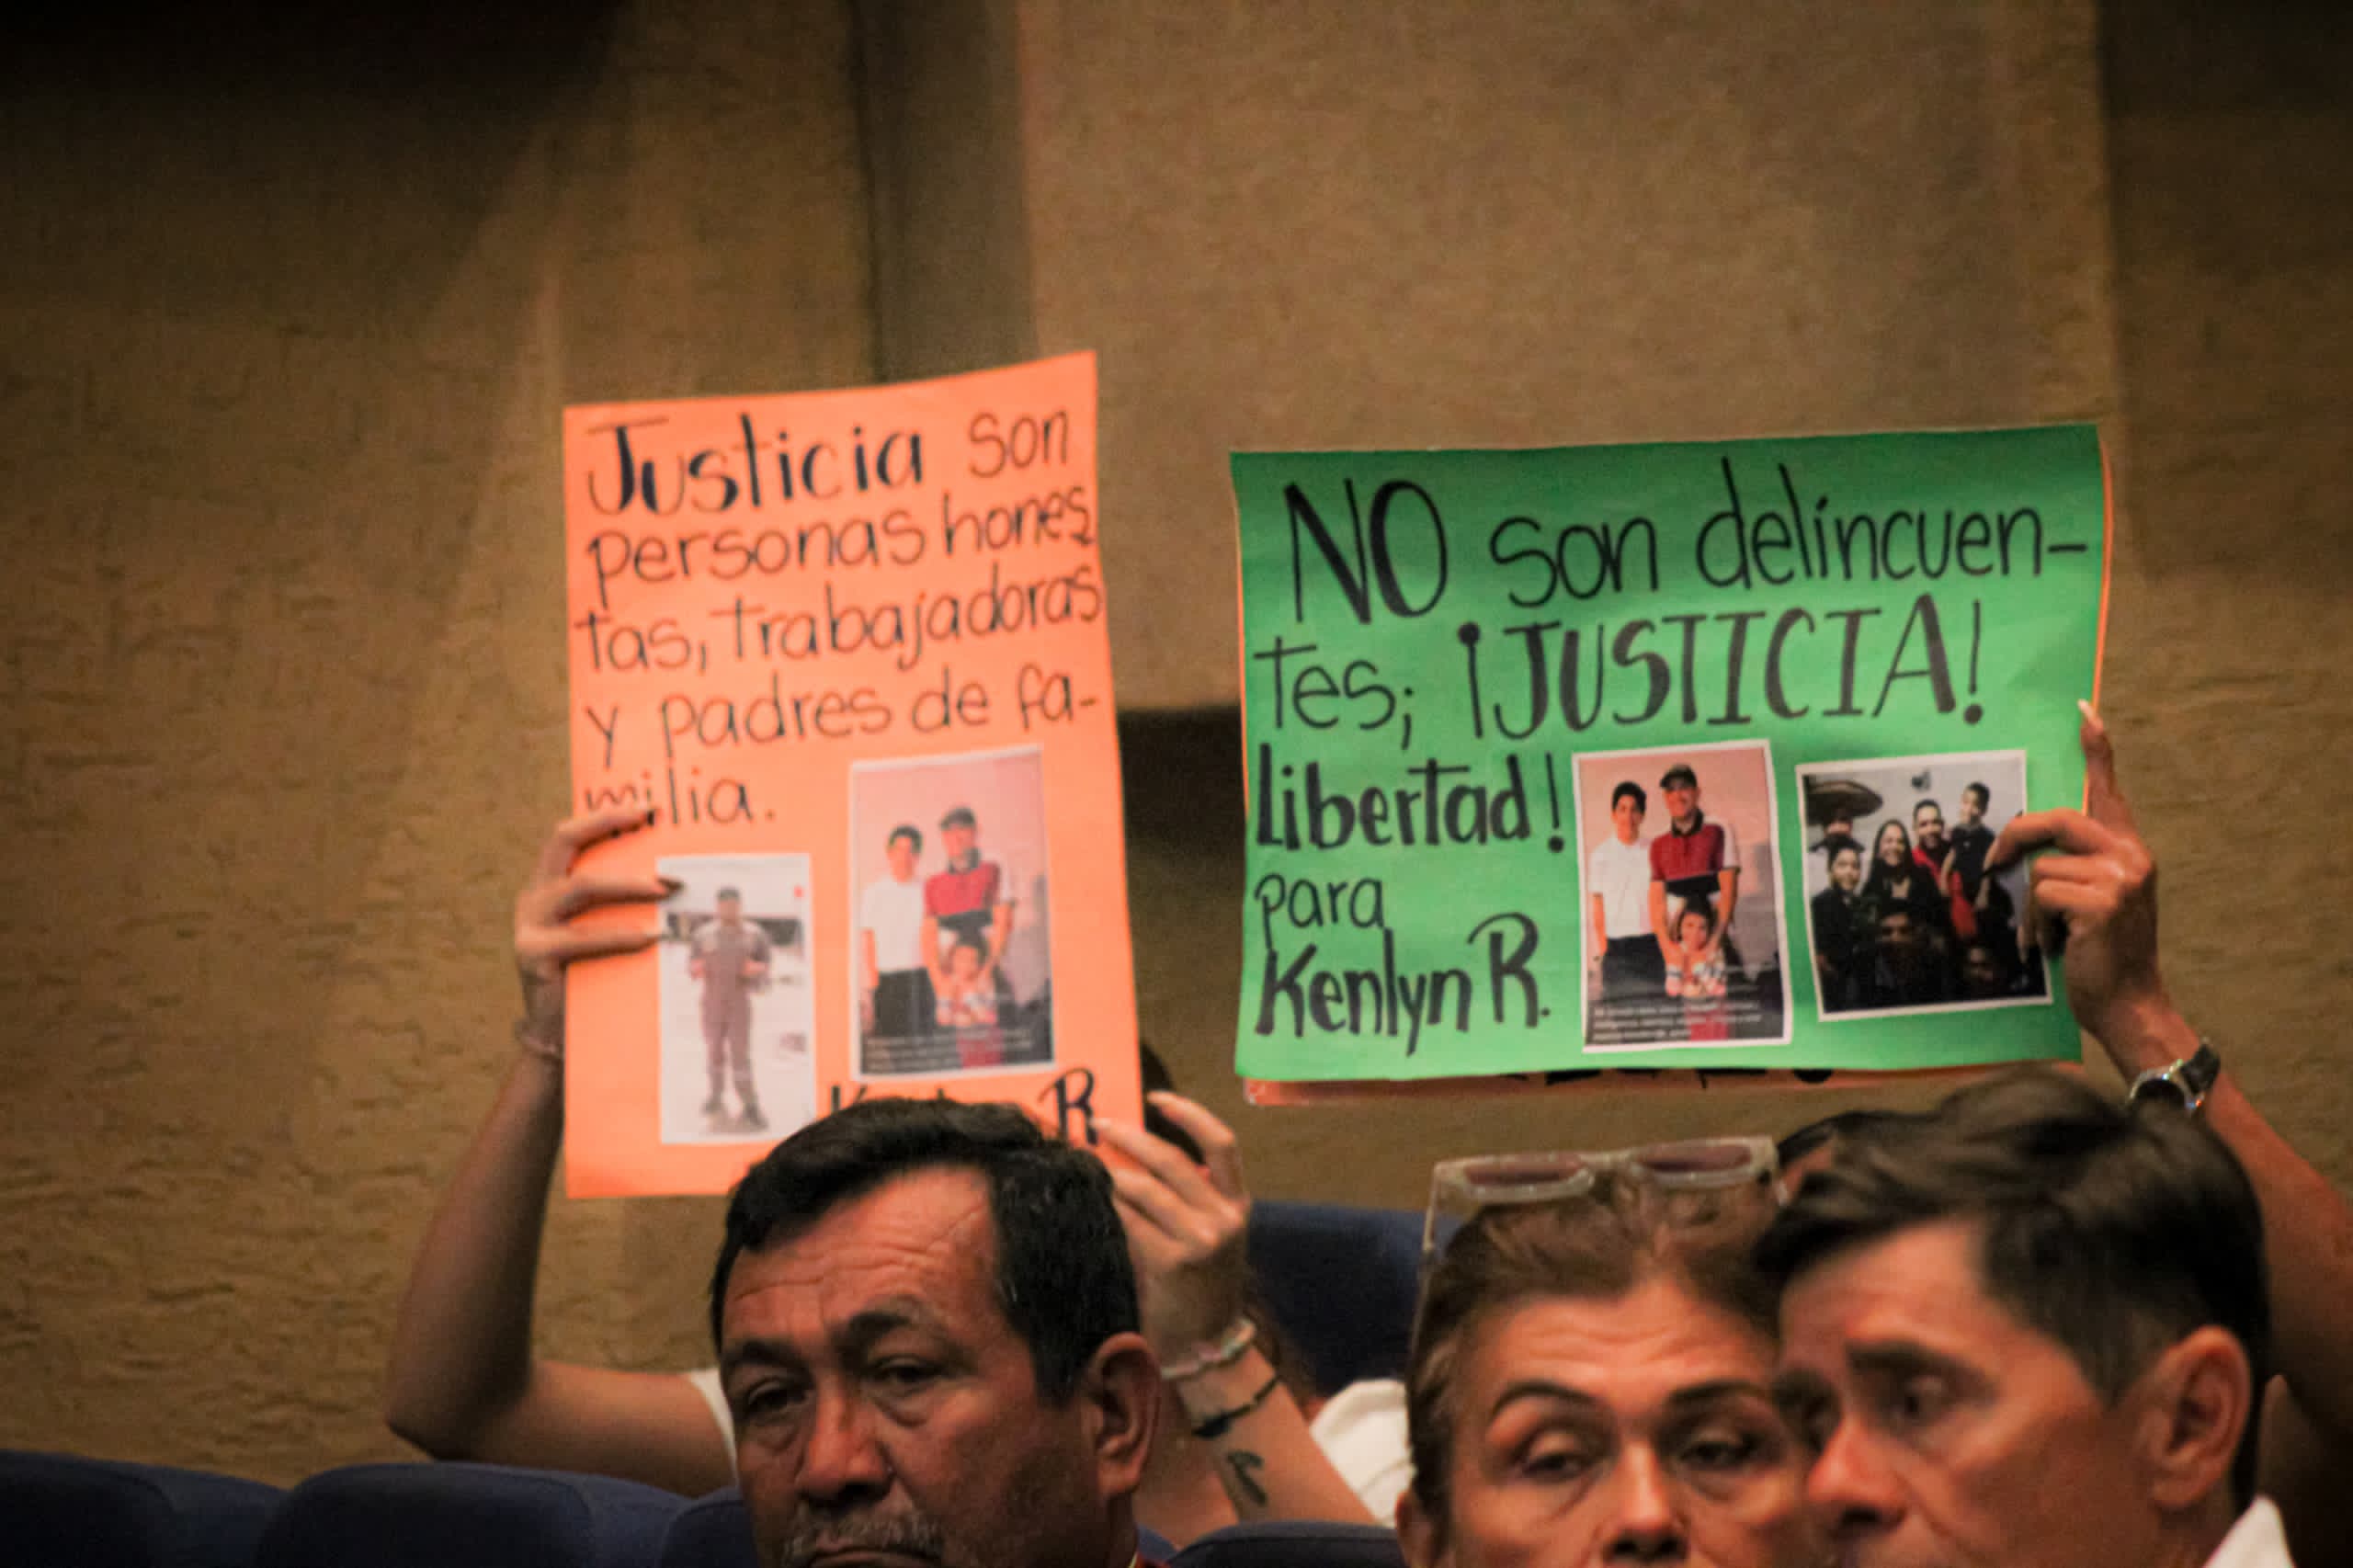 Justicia son
personas hones
tas, trabajadoras
y padres de fa-
milia.
R
NO son delincuen-
tes; ¡JUSTICIA!
Libertad!
para
Kenlyn R.